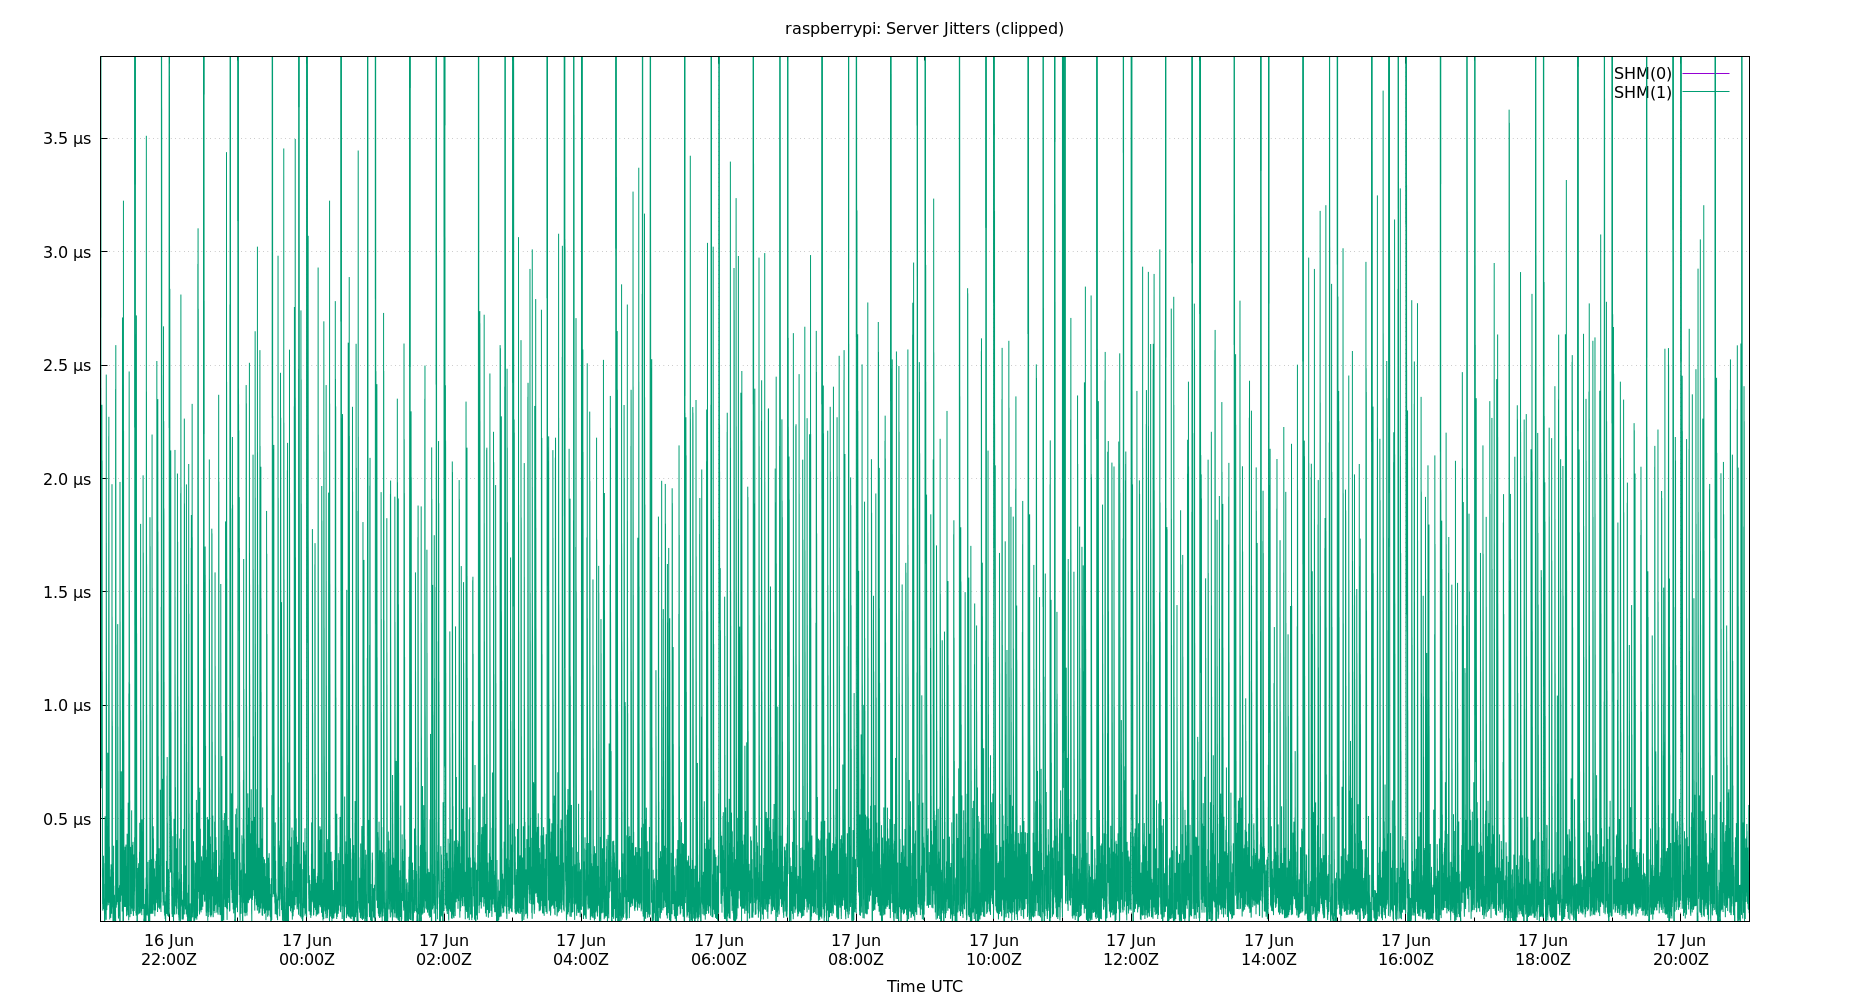 raspberrypi: Server Jitters (clipped)
SHM(0)
SHM(1)
3.5 µs
3.0 µs
2.5 µs
2.0 µs
1.5 µs
1.0 µs
0.5 µs
16 Jun 17 Jun 17 Jun 17 Jun 17 Jun 17 Jun 17 Jun 17 Jun 17 Jun 17 Jun 17 Jun 17 Jun
22:00Z 00:00Z 02:00Z 04:00Z 06:00Z 08:00Z 10:00Z 12:00Z 14:00Z 16:00Z 18:00Z 20:00Z
Time UTC